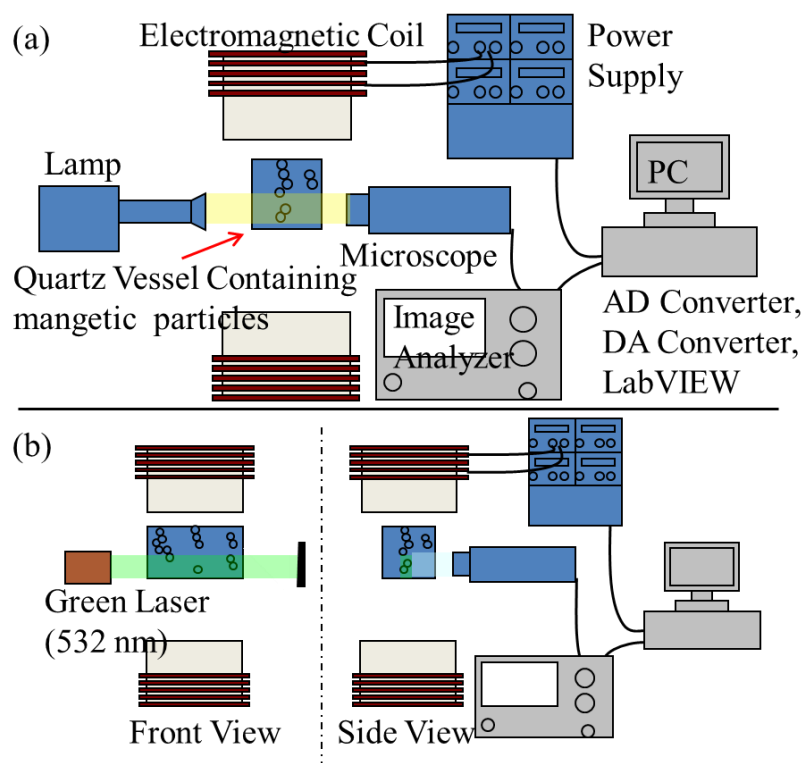 (a)
Electromagnetic Coil
Power
Supply
Lamp
PC
Microscope
Quartz Vessel Containing
mangetic particles
Image
Analyzer
AD Converter,
DA Converter,
LabVIEW
(b)
Green Laser
(532 nm)
Front View
Side View